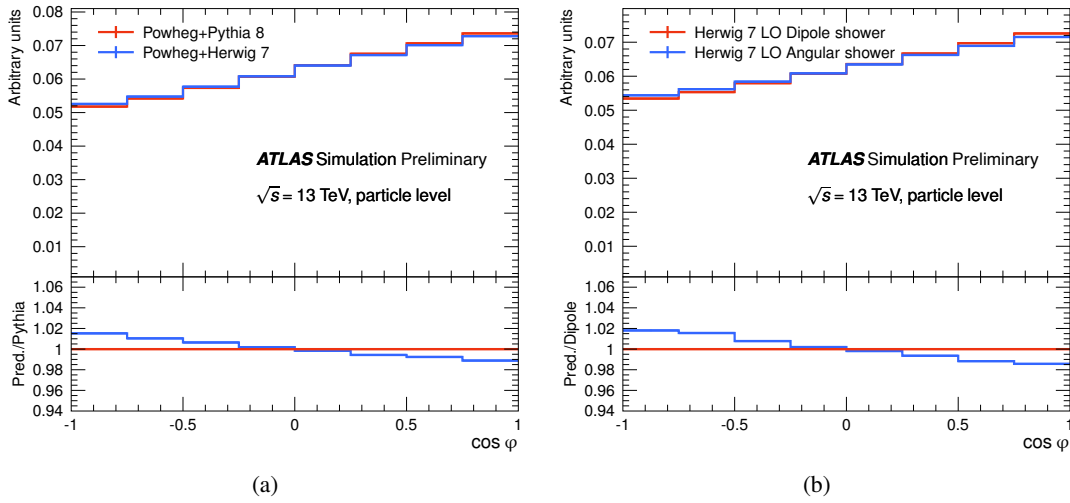 Arbitrary units
0.08
0.07
0.06
0.05
0.04
0.03
0.02
0.01
Powheg+Pythia 8
Powheg+Herwig 7
ATLAS Simulation Preliminary
√s = 13 TeV, particle level
Pred./Pythia
1.06
1.04
1.02
1
0.98
0.96
0.94
-1 -0.5 0 0.5 1
cos φ
(a)
Arbitrary units
0.07
0.06
0.05
0.04
0.03
0.02
0.01
Herwig 7 LO Dipole shower
Herwig 7 LO Angular shower
ATLAS Simulation Preliminary
√s = 13 TeV, particle level
Pred./Dipole
1.06
1.04
1.02
1
0.98
0.96
0.94
-1 -0.5 0 0.5 1
cos φ
(b)